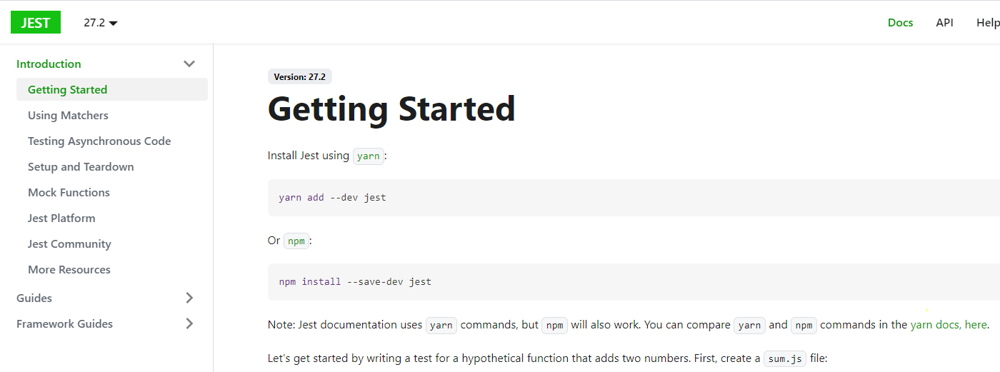 JEST
27.2
Docs
API
Help
Introduction
Getting Started
Using Matchers
Testing Asynchronous Code
Setup and Teardown
Mock Functions
Jest Platform
Jest Community
More Resources
Guides
Framework Guides
Version: 27.2
Getting Started
Install Jest using yarn:
yarn add --dev jest
Or npm:
npm install --save-dev jest
Note: Jest documentation uses yarn commands, but npm will also work. You can compare yarn and npm commands in the yarn docs, here.
Let's get started by writing a test for a hypothetical function that adds two numbers. First, create a sum.js file: